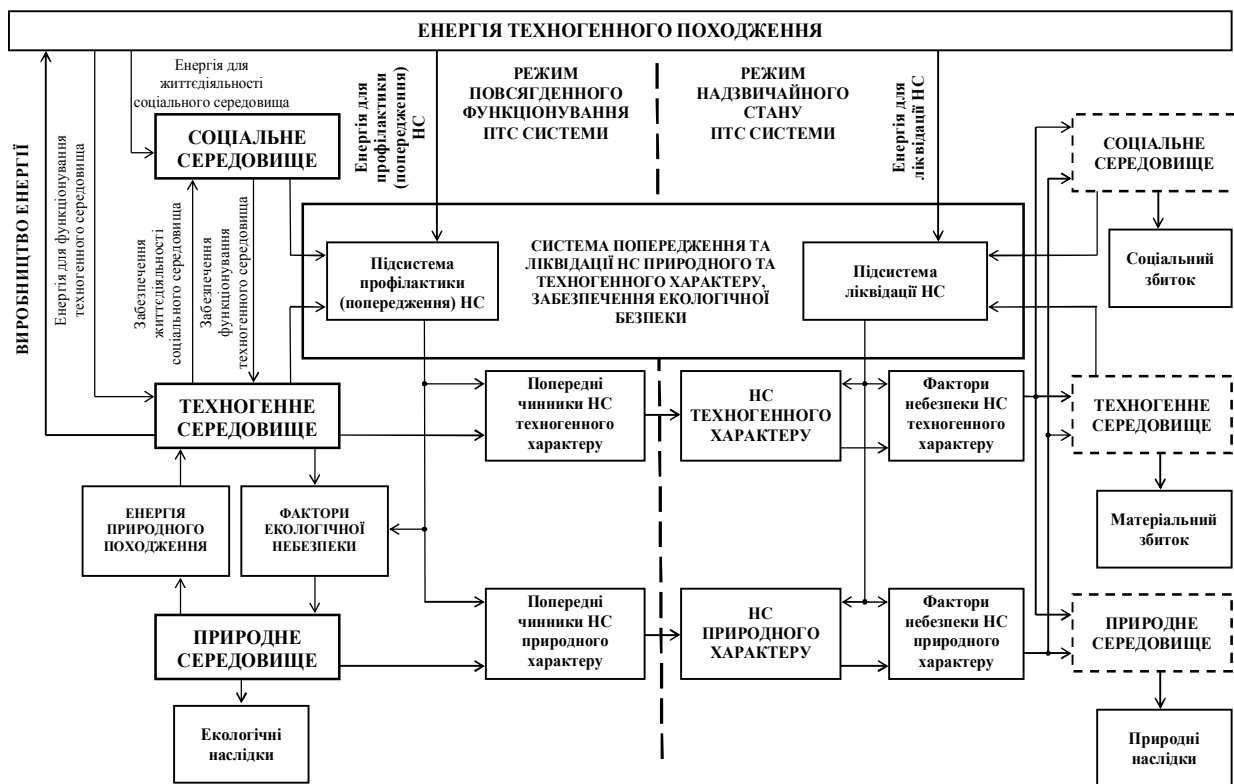 ЕНЕРГІЯ ТЕХНОГЕННОГО ПОХОДЖЕННЯ
ВИРОБНИЦТВО ЕНЕРГІЇ
Енергія для функціонування
техногенного середовища
Енергія для
життєдіяльності
соціального середовища
СОЦІАЛЬНЕ
СЕРЕДОВИЩЕ
Забезпечення
життєдіяльності
соціального середовища
Забезпечення
функціонування
техногенного середовища
Енергія для
профілактики
(попередження)
НС
РЕЖИМ
ПОВСЯГДЕННОГО
ФУНКЦІОНУВАННЯ
ПТС СИСТЕМИ
РЕЖИМ
НАДЗВИЧАЙНОГО
СТАНУ
ПТС СИСТЕМИ
Енергія для
ліквідації НС
СОЦІАЛЬНЕ
СЕРЕДОВИЩЕ
Підсистема
профілактики
(попередження) НС
СИСТЕМА ПОПЕРЕДЖЕННЯ ТА
ЛІКВІДАЦІЇ НС ПРИРОДНОГО ТА
ТЕХНОГЕННОГО ХАРАКТЕРУ,
ЗАБЕЗПЕЧЕННЯ ЕКОЛОГІЧНОЇ
БЕЗПЕКИ
Підсистема
ліквідації НС
Соціальний
збиток
ТЕХНОГЕННЕ
СЕРЕДОВИЩЕ
Попередні
чинники НС
техногенного
характеру
НС
ТЕХНОГЕННОГО
ХАРАКТЕРУ
Фактори
небезпеки НС
техногенного
характеру
ТЕХНОГЕННЕ
СЕРЕДОВИЩЕ
ЕНЕРГІЯ
ПРИРОДНОГО
ПОХОДЖЕННЯ
ФАКТОРИ
ЕКОЛОГІЧНОЇ
НЕБЕЗПЕКИ
Матеріальний
збиток
ПРИРОДНЕ
СЕРЕДОВИЩЕ
Попередні
чинники НС
природного
характеру
НС
ПРИРОДНОГО
ХАРАКТЕРУ
Фактори
небезпеки НС
природного
характеру
ПРИРОДНЕ
СЕРЕДОВИЩЕ
Екологічні
наслідки
Природні
наслідки